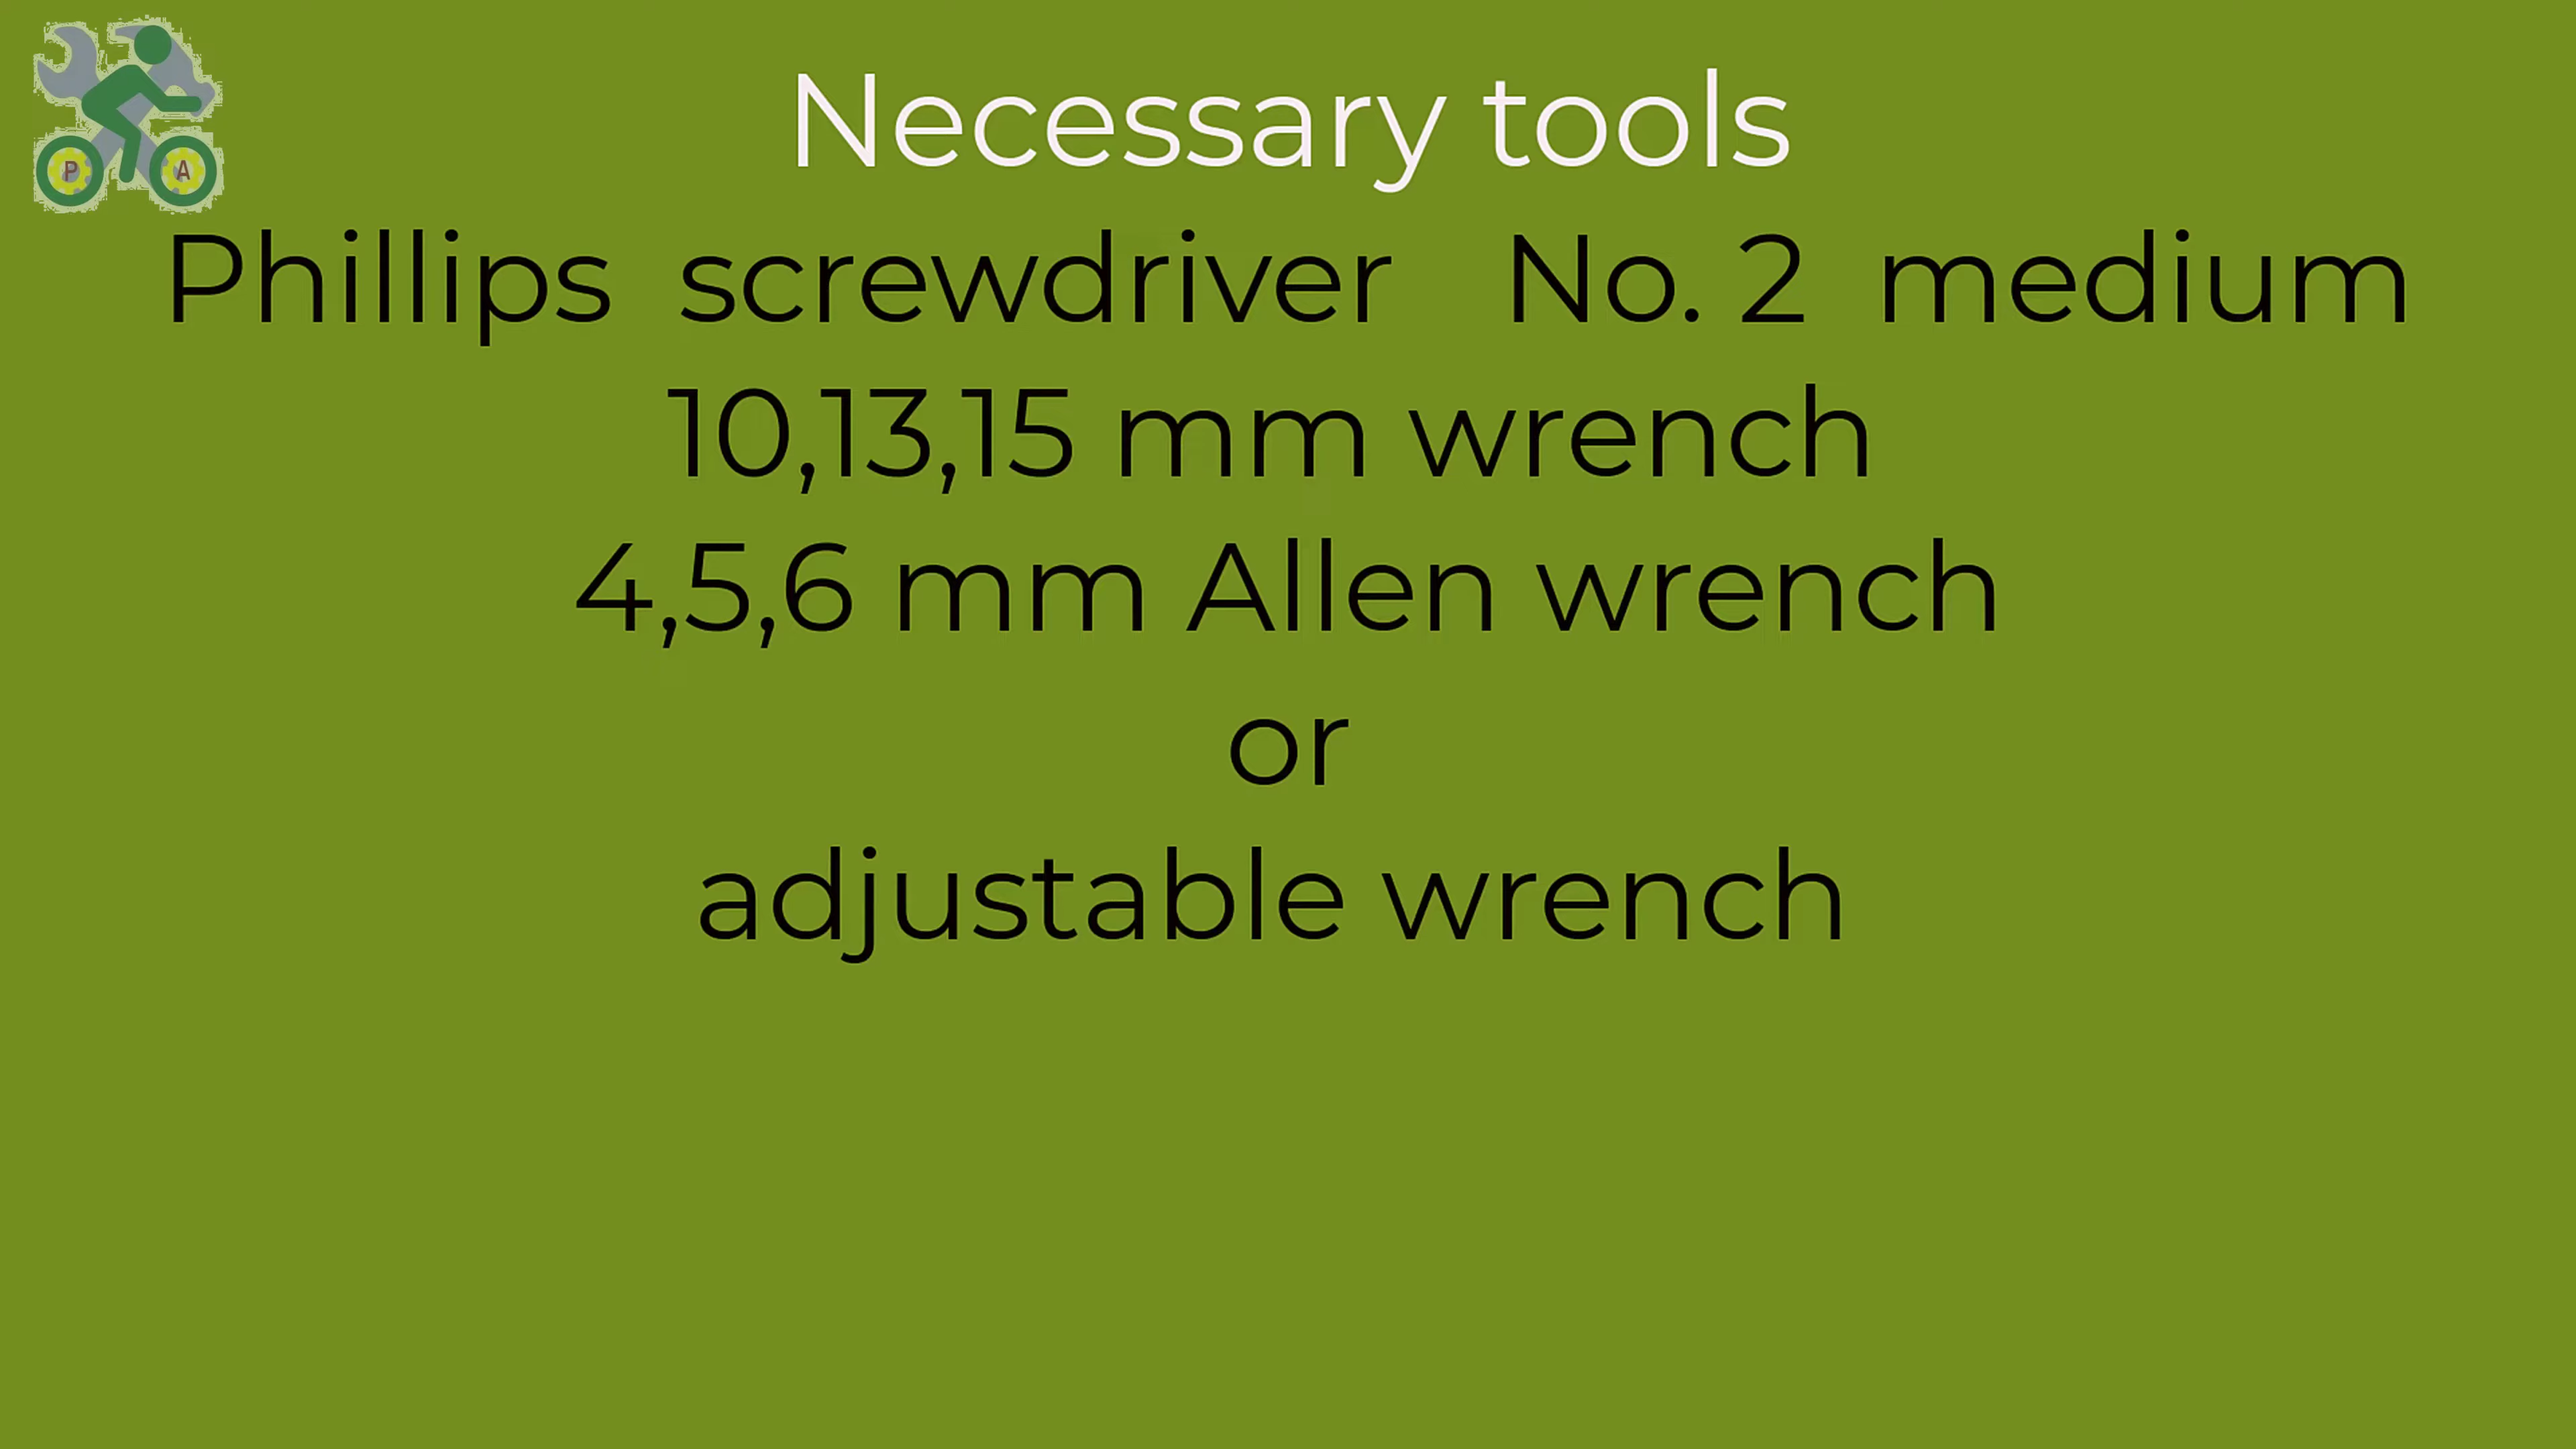 Necessary tools
Phillips screwdriver No. 2 medium
10,13,15 mm wrench
4,5,6 mm Allen wrench
or
adjustable wrench
P A